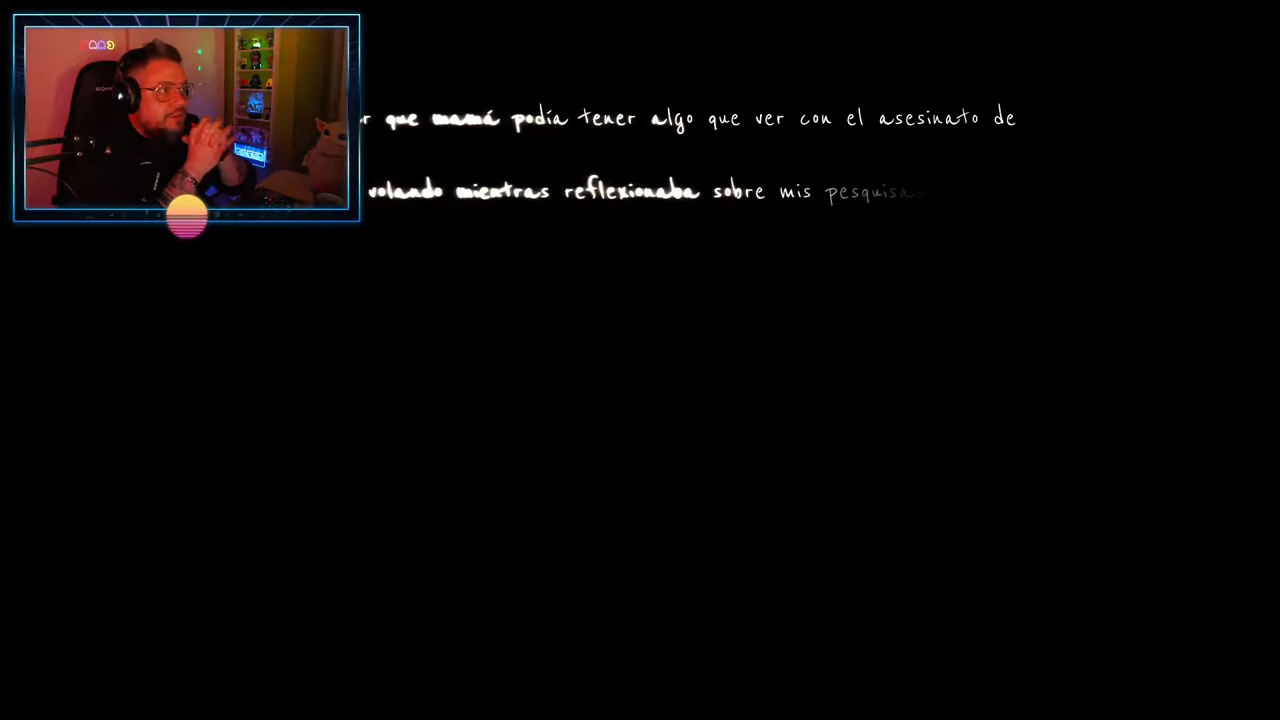 que mamá podía tener algo que ver con el asesinato de
volando mientras reflexionaba sobre mis pesquisas